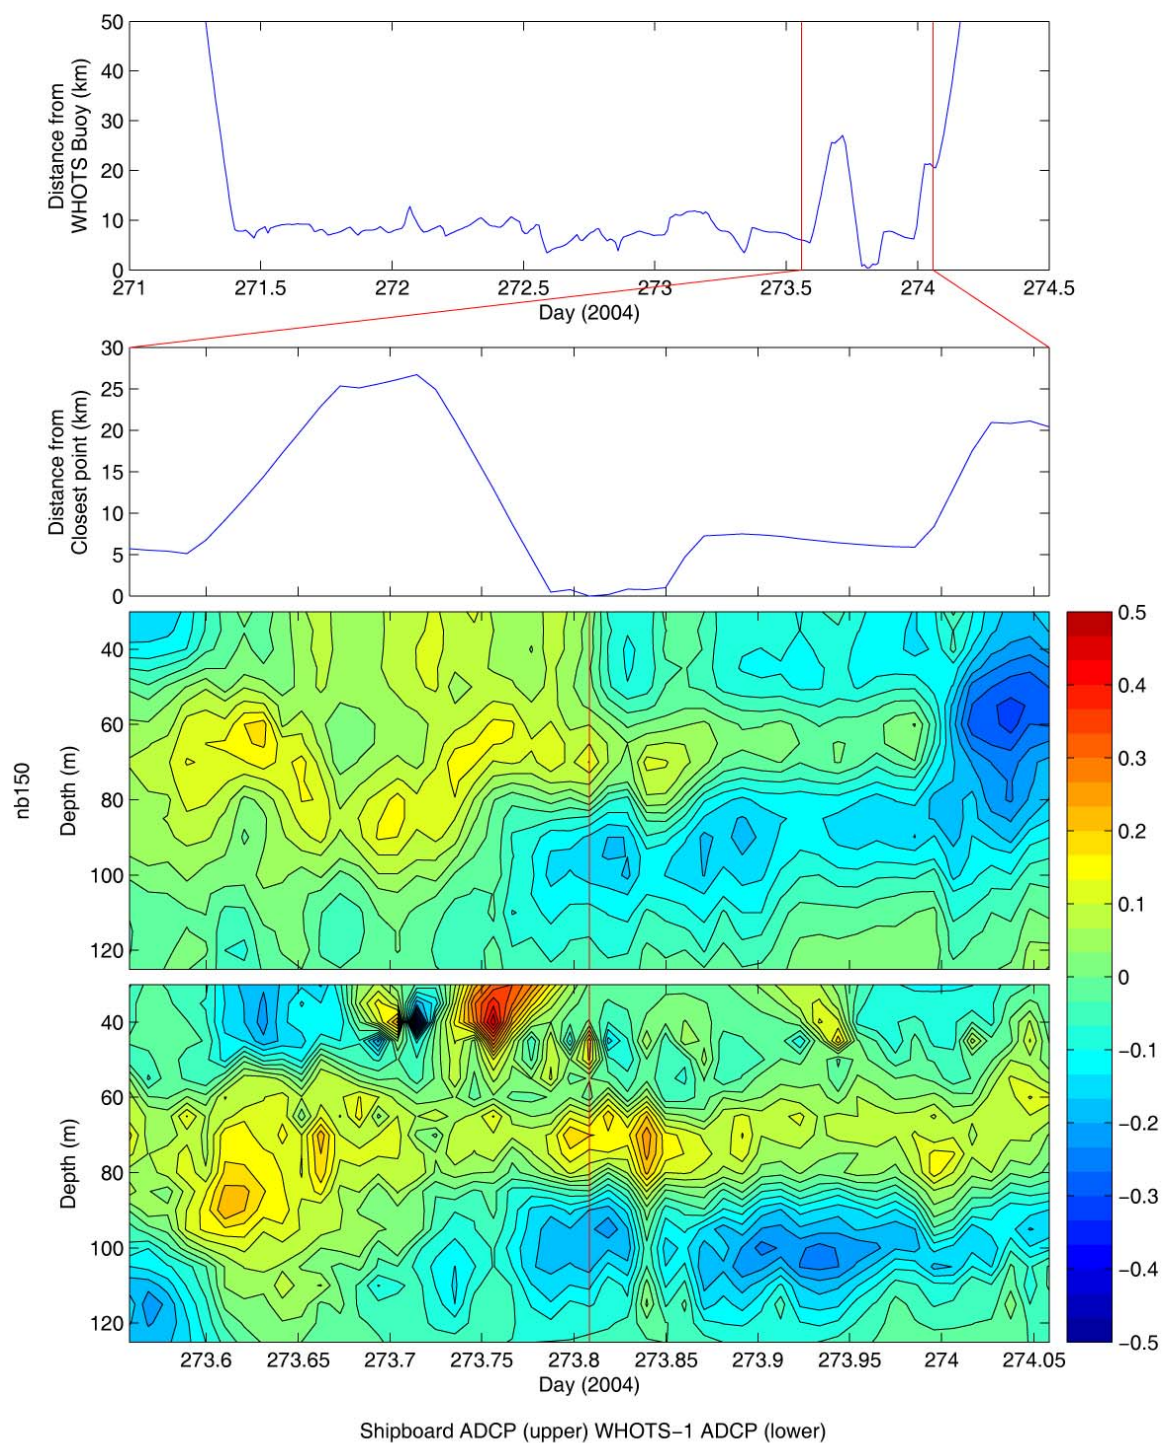 50
40
30
20
10
0
Distance from
WHOTS Buoy (km)
271 271.5 272 272.5 273 273.5 274 274.5
Day (2004)
30
25
20
15
10
5
0
Distance from
Closest point (km)
40
60
80
100
120
Depth (m)
nb150
0.5
0.4
0.3
0.2
0.1
0
−0.1
−0.2
−0.3
−0.4
−0.5
40
60
80
100
120
Depth (m)
273.6 273.65 273.7 273.75 273.8 273.85 273.9 273.95 274 274.05
Day (2004)
Shipboard ADCP (upper) WHOTS−1 ADCP (lower)